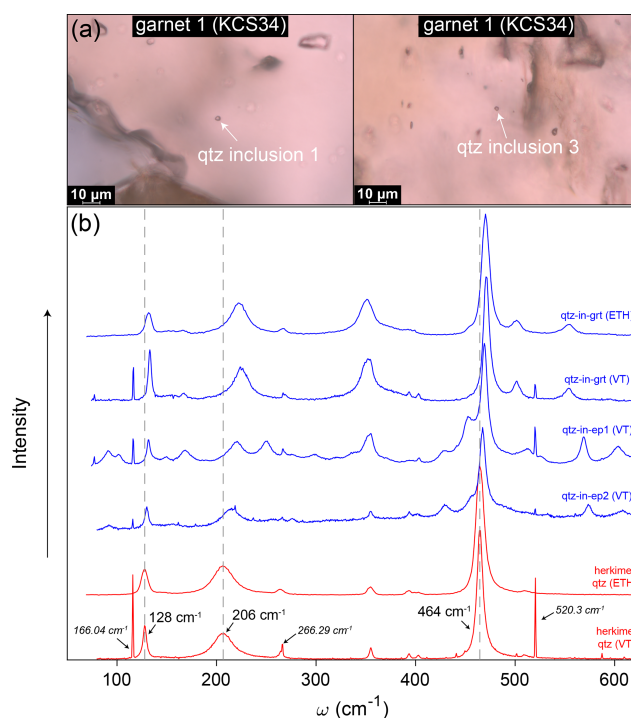 (a)
garnet 1 (KCS34)
qtz inclusion 1
10 µm
garnet 1 (KCS34)
qtz inclusion 3
10 µm
(b)
Intensity
qtz-in-grt (ETH)
qtz-in-grt (VT)
qtz-in-ep1 (VT)
qtz-in-ep2 (VT)
herkime
qtz (ETH
herkime
qtz (VT
166.04 cm⁻¹
128 cm⁻¹
206 cm⁻¹
266.29 cm⁻¹
464 cm⁻¹
520.3 cm⁻¹
100 200 300 400 500 600
ω (cm⁻¹)